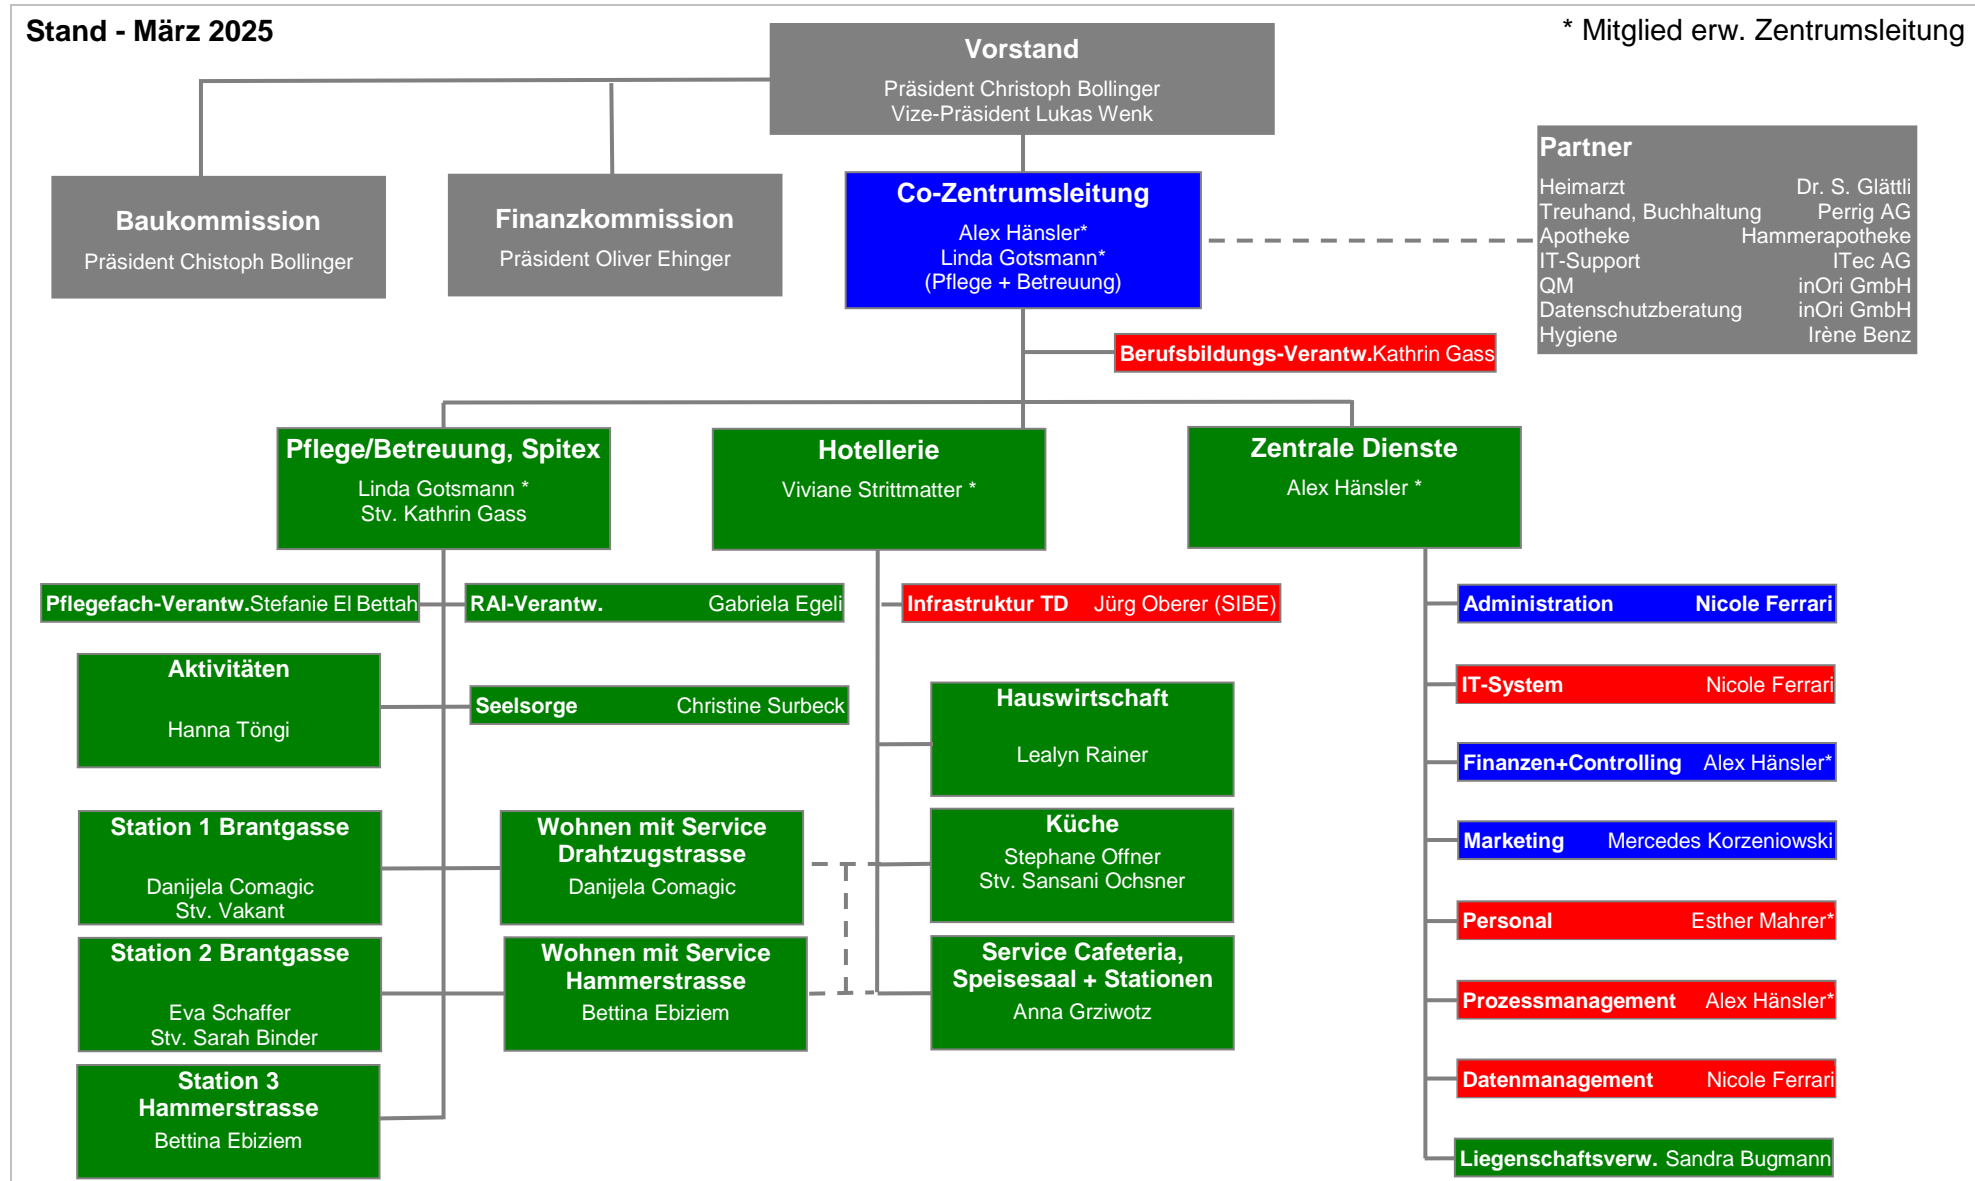 Stand - März 2025
* Mitglied erw. Zentrumsleitung
Vorstand
Präsident Christoph Bollinger
Vize-Präsident Lukas Wenk
Baukommission
Präsident Chistoph Bollinger
Finanzkommission
Präsident Oliver Ehinger
Co-Zentrumsleitung
Alex Hänsler*
Linda Gotsmann*
(Pflege + Betreuung)
Partner
Heimarzt Dr. S. Glättli
Treuhand, Buchhaltung Perrig AG
Apotheke Hammerapotheke
IT-Support ITec AG
QM inOri GmbH
Datenschutzberatung inOri GmbH
Hygiene Irène Benz
Berufsbildungs-Verantw.Kathrin Gass
Pflege/Betreuung, Spitex
Linda Gotsmann *
Stv. Kathrin Gass
Hotellerie
Viviane Strittmatter *
Zentrale Dienste
Alex Hänsler *
Pflegefach-Verantw.Stefanie El Bettah
RAI-Verantw. Gabriela Egeli
Aktivitäten
Hanna Töngi
Seelsorge Christine Surbeck
Station 1 Brantgasse
Danijela Comagic
Stv. Vakant
Wohnen mit Service
Drahtzugstrasse
Danijela Comagic
Station 2 Brantgasse
Eva Schaffer
Stv. Sarah Binder
Wohnen mit Service
Hammerstrasse
Bettina Ebiziem
Station 3
Hammerstrasse
Bettina Ebiziem
Infrastruktur TD Jürg Oberer (SIBE)
Hauswirtschaft
Lealyn Rainer
Küche
Stephane Offner
Stv. Sansani Ochsner
Service Cafeteria,
Speisesaal + Stationen
Anna Grziwotz
Administration Nicole Ferrari
IT-System Nicole Ferrari
Finanzen+Controlling Alex Hänsler*
Marketing Mercedes Korzeniowski
Personal Esther Mahrer*
Prozessmanagement Alex Hänsler*
Datenmanagement Nicole Ferrari
Liegenschaftsverw. Sandra Bugmann